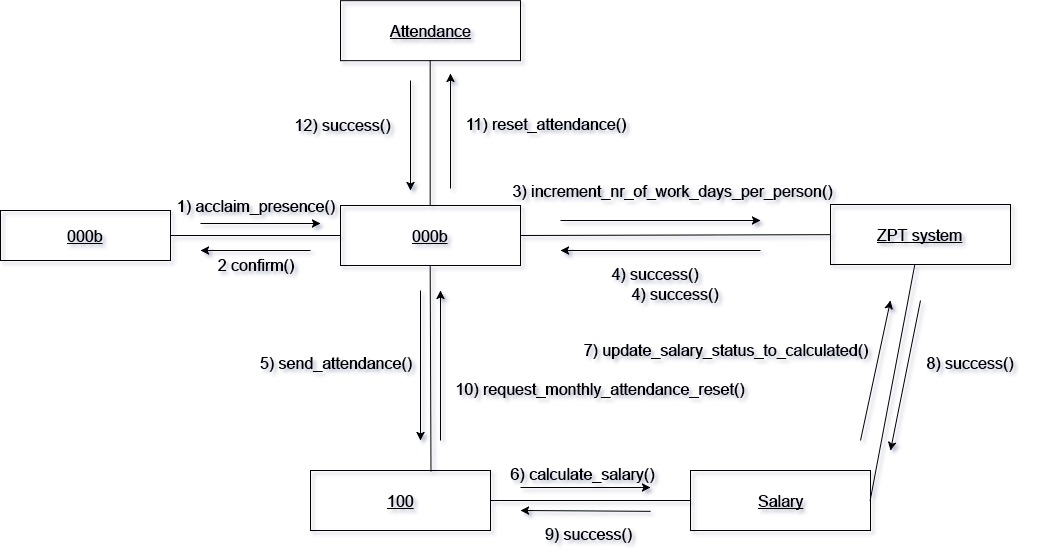 Attendance
12) success()
11) reset_attendance()
1) acclaim_presence()
3) increment_nr_of_work_days_per_person()
000b
000b
ZPT system
2 confirm()
4) success()
4) success()
5) send_attendance()
10) request_monthly_attendance_reset()
7) update_salary_status_to_calculated()
8) success()
6) calculate_salary()
100
Salary
9) success()